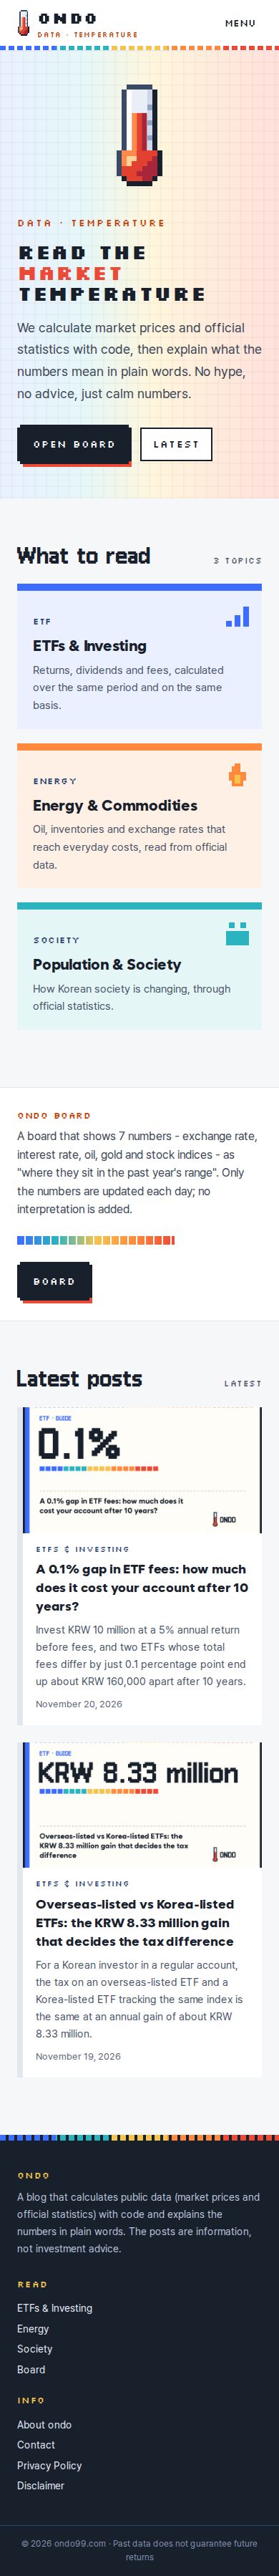 ONDO
DATA · TEMPERATURE
MENU
DATA · TEMPERATURE
READ THE
MARKET
TEMPERATURE
We calculate market prices and official
statistics with code, then explain what the
numbers mean in plain words. No hype,
no advice, just calm numbers.
OPEN BOARD
LATEST
What to read
3 TOPICS
ETF
ETFs & Investing
Returns, dividends and fees, calculated
over the same period and on the same
basis.
ENERGY
Energy & Commodities
Oil, inventories and exchange rates that
reach everyday costs, read from official
data.
SOCIETY
Population & Society
How Korean society is changing, through
official statistics.
ONDO BOARD
A board that shows 7 numbers - exchange rate,
interest rate, oil, gold and stock indices - as
"where they sit in the past year's range". Only
the numbers are updated each day; no
interpretation is added.
BOARD
Latest posts
LATEST
ETF · GUIDE
0.1%
A 0.1% gap in ETF fees: how much does it
cost your account after 10 years?
ONDO
ETFS & INVESTING
A 0.1% gap in ETF fees: how much
does it cost your account after 10
years?
Invest KRW 10 million at a 5% annual return
before fees, and two ETFs whose total
fees differ by just 0.1 percentage point end
up about KRW 160,000 apart after 10 years.
November 20, 2026
ETF · GUIDE
KRW 8.33 million
Overseas-listed vs Korea-listed ETFs: the
KRW 8.33 million gain that decides the tax
difference
ONDO
ETFS & INVESTING
Overseas-listed vs Korea-listed
ETFs: the KRW 8.33 million gain
that decides the tax difference
For a Korean investor in a regular account,
the tax on an overseas-listed ETF and a
Korea-listed ETF tracking the same index is
the same at an annual gain of about KRW
8.33 million.
November 19, 2026
ONDO
A blog that calculates public data (market prices and
official statistics) with code and explains the
numbers in plain words. The posts are information,
not investment advice.
READ
ETFs & Investing
Energy
Society
Board
INFO
About ondo
Contact
Privacy Policy
Disclaimer
© 2026 ondo99.com · Past data does not guarantee future
returns